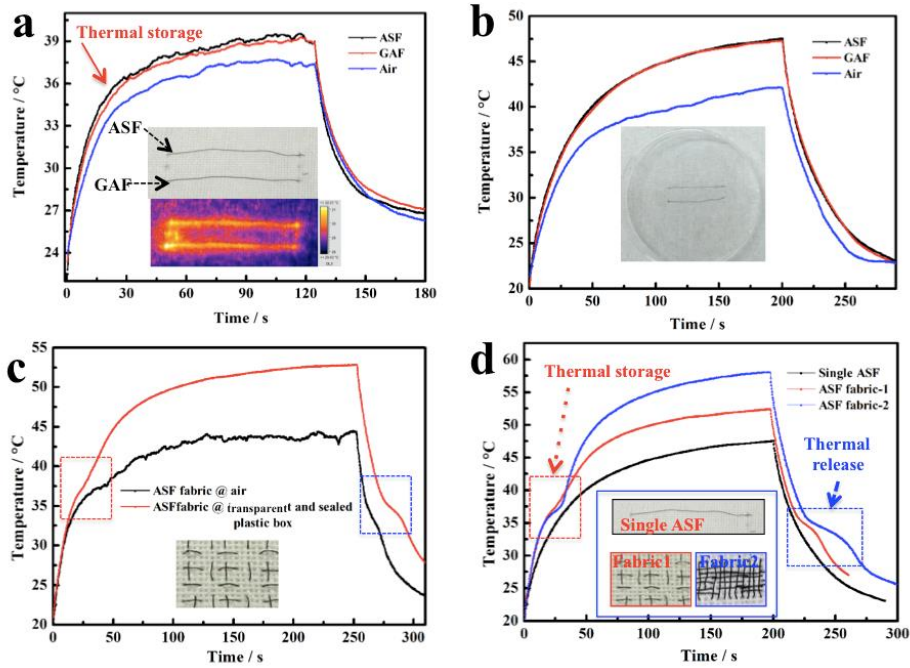 a
Thermal storage
ASF
GAF
Air
ASF
GAF
Temperature / °C
39
36
33
30
27
24
0
30
60
90
120
150
180
Time / s
b
ASF
GAF
Air
Temperature / °C
50
45
40
35
30
25
20
0
50
100
150
200
250
Time / s
c
ASF fabric @ air
ASFfabric @ transparent and sealed
plastic box
Temperature / °C
55
50
45
40
35
30
25
20
0
50
100
150
200
250
300
Time / s
d
Thermal storage
Single ASF
ASF fabric-1
ASF fabric-2
Thermal
release
Single ASF
Fabric1
Fabric2
Temperature / °C
60
55
50
45
40
35
30
25
20
0
50
100
150
200
250
300
Time / s